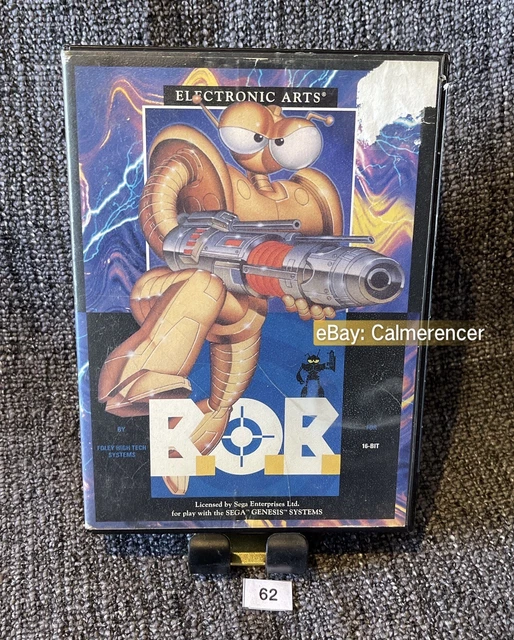 ELECTRONIC ARTS®
eBay: Calmerencer
B.O.B.
BY
FOLEY HIGH TECH
SYSTEMS
16-BIT
Licensed by Sega Enterprises Ltd.
for play with the SEGA™ GENESIS™ SYSTEMS
62